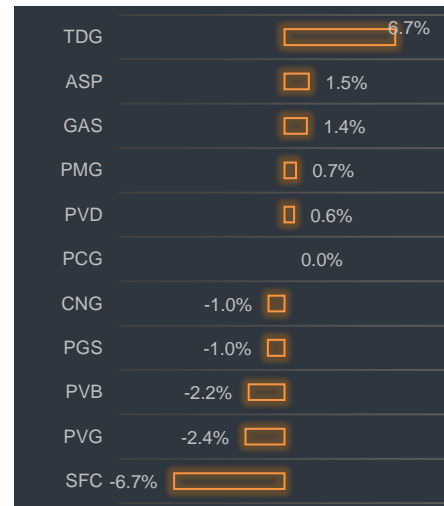 TDG 6.7%
ASP 1.5%
GAS 1.4%
PMG 0.7%
PVD 0.6%
PCG 0.0%
CNG -1.0%
PGS -1.0%
PVB -2.2%
PVG -2.4%
SFC -6.7%